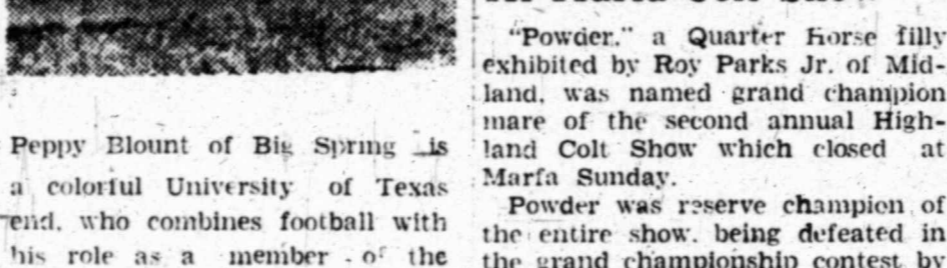 Peppy Blount of Big Spring is
a colorful University of Texas
end, who combines football with
his role as a member of the
"Powder," a Quarter Horse filly
exhibited by Roy Parks Jr. of Mid-
land, was named grand champion
mare of the second annual High-
land Colt Show which closed at
Marfa Sunday.
Powder was reserve champion of
the entire show, being defeated in
the grand championship contest by